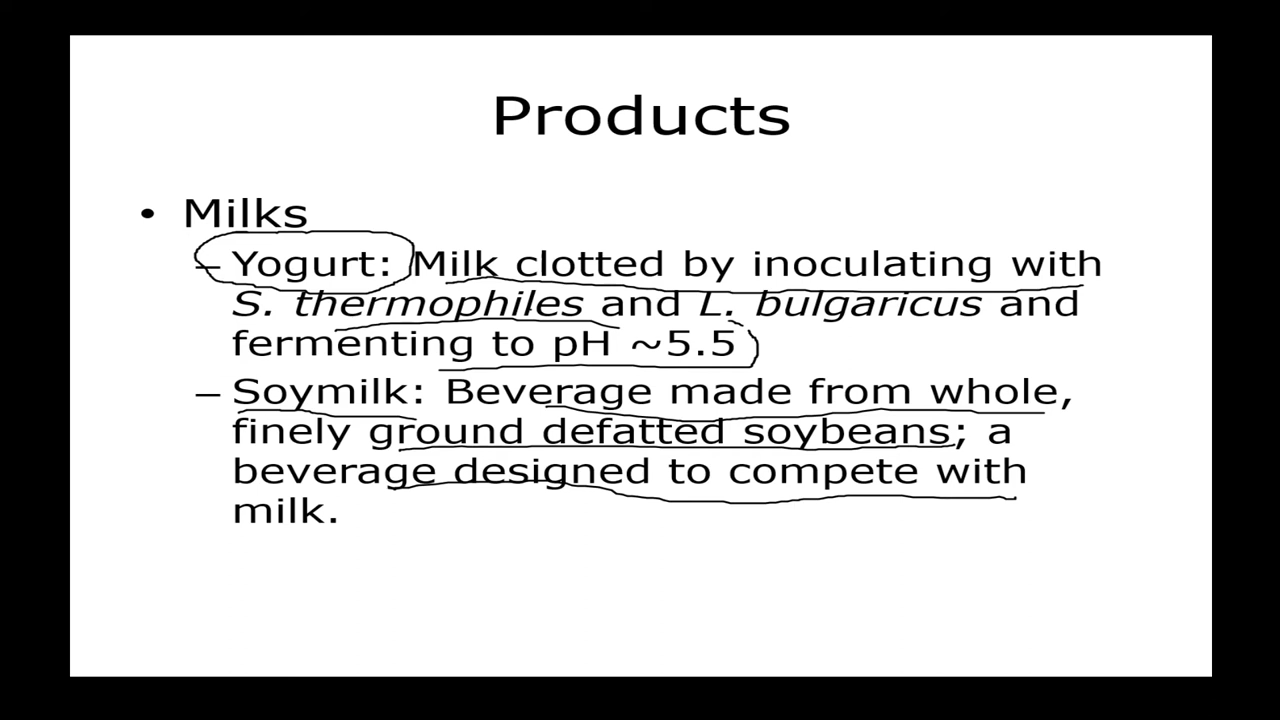 Products
• Milks
– Yogurt: Milk clotted by inoculating with
S. thermophiles and L. bulgaricus and
fermenting to pH ~5.5
– Soymilk: Beverage made from whole,
finely ground defatted soybeans; a
beverage designed to compete with
milk.